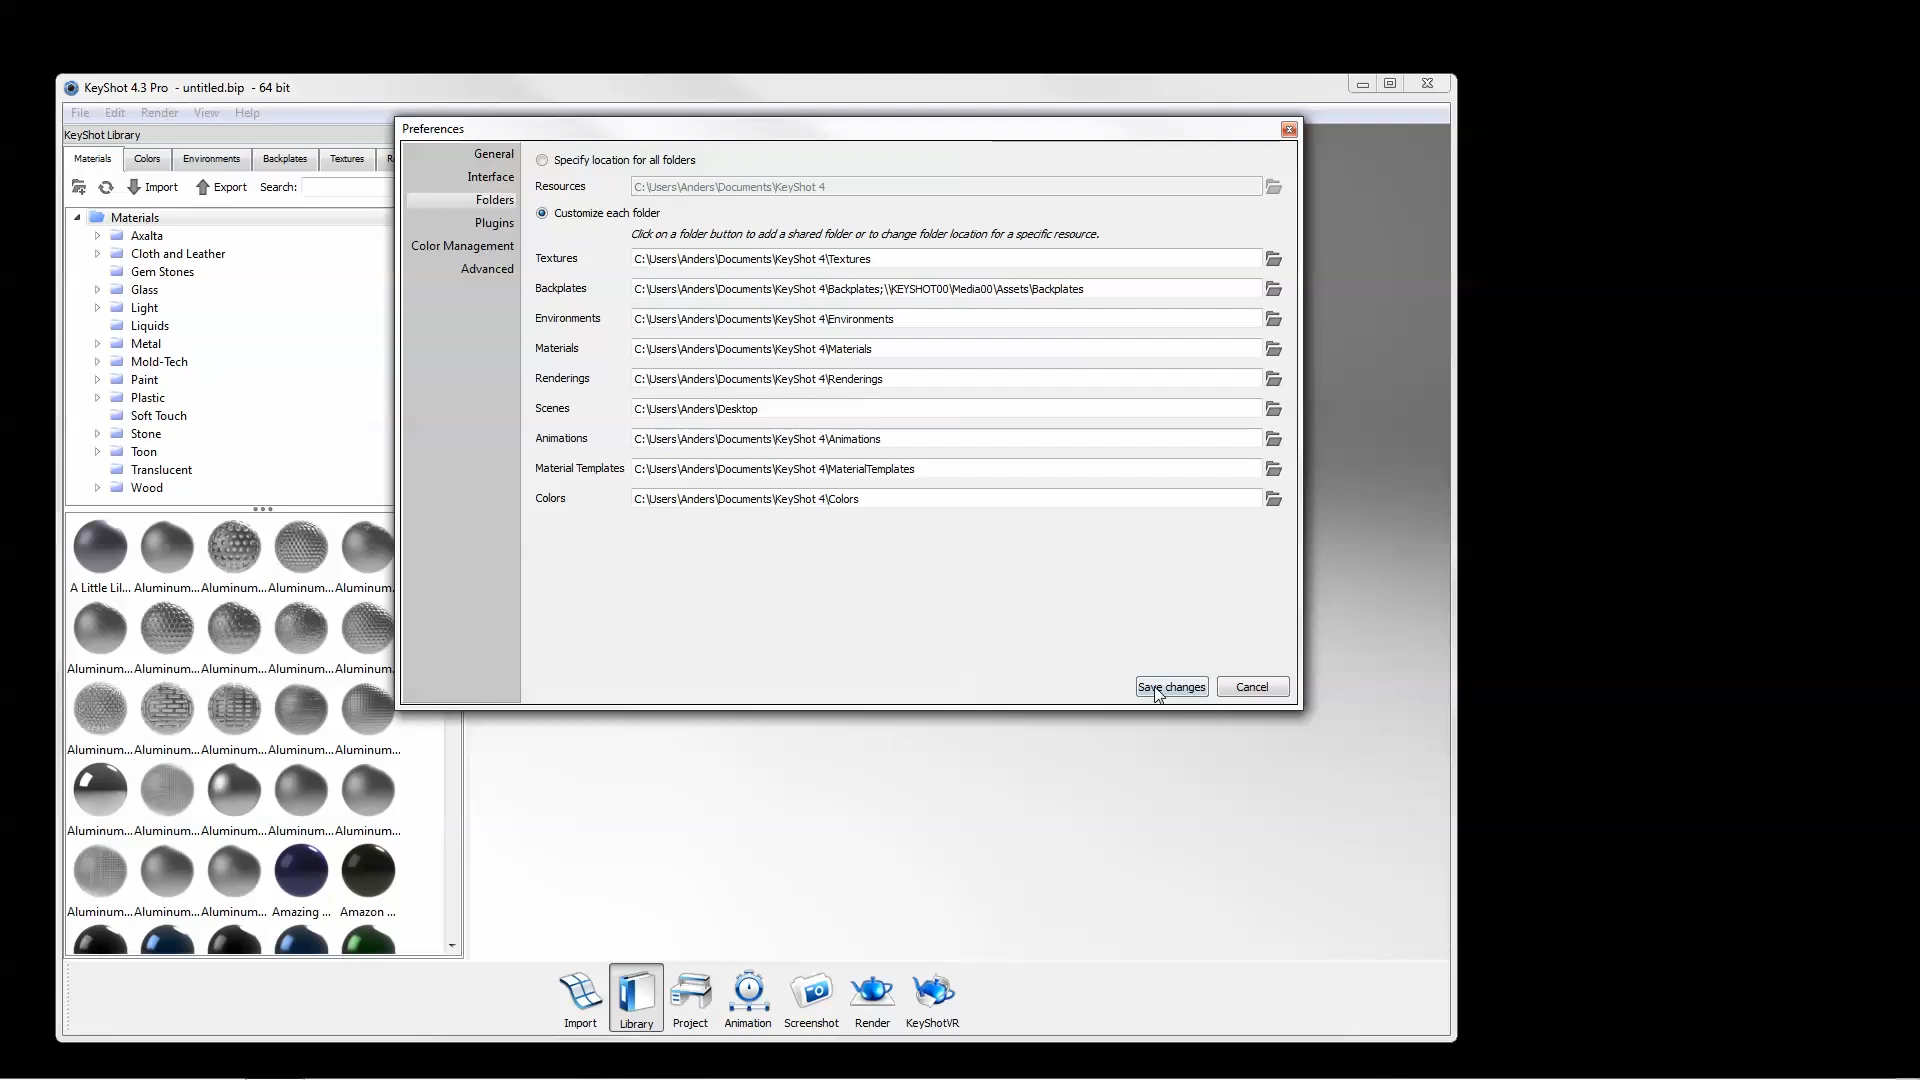 KeyShot 4.3 Pro - untitled.bip - 64 bit
File Edit Render View Help
KeyShot Library
Materials Colors Environments Backplates Textures
Import Export Search:
Materials
Axalta
Cloth and Leather
Gem Stones
Glass
Light
Liquids
Metal
Mold-Tech
Paint
Plastic
Soft Touch
Stone
Toon
Translucent
Wood
A Little Lil... Aluminum... Aluminum... Aluminum... Aluminum...
Aluminum... Aluminum... Aluminum... Aluminum... Aluminum...
Aluminum... Aluminum... Aluminum... Aluminum... Aluminum...
Aluminum... Aluminum... Aluminum... Aluminum... Aluminum...
Aluminum... Aluminum... Aluminum... Amazing ... Amazon ...
Preferences
General
Interface
Folders
Plugins
Color Management
Advanced
Specify location for all folders
Resources C:\Users\Anders\Documents\KeyShot 4
Customize each folder
Click on a folder button to add a shared folder or to change folder location for a specific resource.
Textures C:\Users\Anders\Documents\KeyShot 4\Textures
Backplates C:\Users\Anders\Documents\KeyShot 4\Backplates;\\KEYSHOT00\Media00\Assets\Backplates
Environments C:\Users\Anders\Documents\KeyShot 4\Environments
Materials C:\Users\Anders\Documents\KeyShot 4\Materials
Renderings C:\Users\Anders\Documents\KeyShot 4\Renderings
Scenes C:\Users\Anders\Desktop
Animations C:\Users\Anders\Documents\KeyShot 4\Animations
Material Templates C:\Users\Anders\Documents\KeyShot 4\MaterialTemplates
Colors C:\Users\Anders\Documents\KeyShot 4\Colors
Save changes Cancel
Import Library Project Animation Screenshot Render KeyShotVR